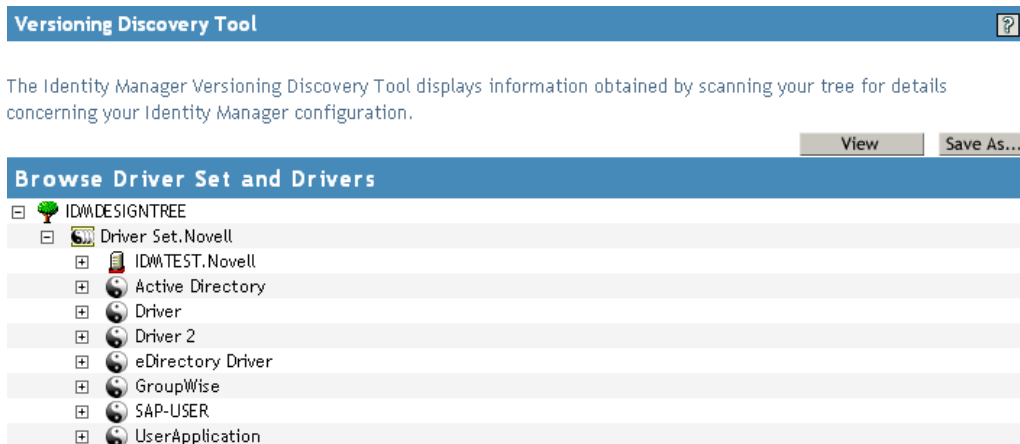 Versioning Discovery Tool
?
The Identity Manager Versioning Discovery Tool displays information obtained by scanning your tree for details
concerning your Identity Manager configuration.
View Save As...
Browse Driver Set and Drivers
IDMDESIGNTREE
Driver Set.Novell
IDMTEST.Novell
Active Directory
Driver
Driver 2
eDirectory Driver
GroupWise
SAP-USER
UserApplication